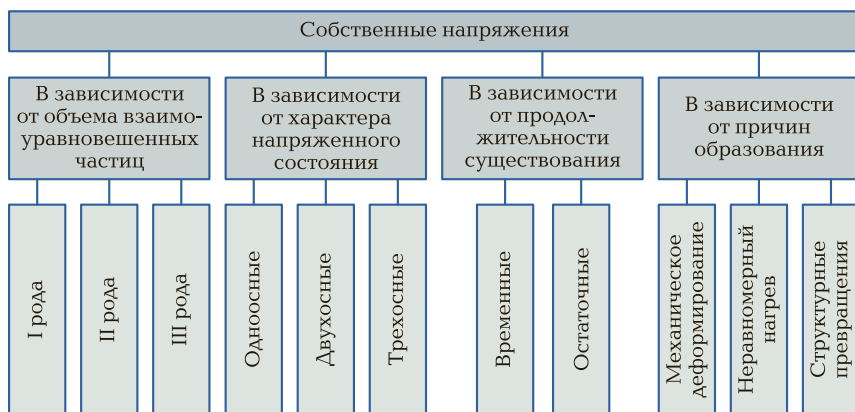 Собственные напряжения
В зависимости
от объема взаимо-
уравновешенных
частиц
В зависимости
от характера
напряженного
состояния
В зависимости
от продол-
жительности
существования
В зависимости
от причин
образования
I рода
II рода
III рода
Одноосные
Двухосные
Трехосные
Временные
Остаточные
Механическое
деформирование
Неравномерный
нагрев
Структурные
превращения